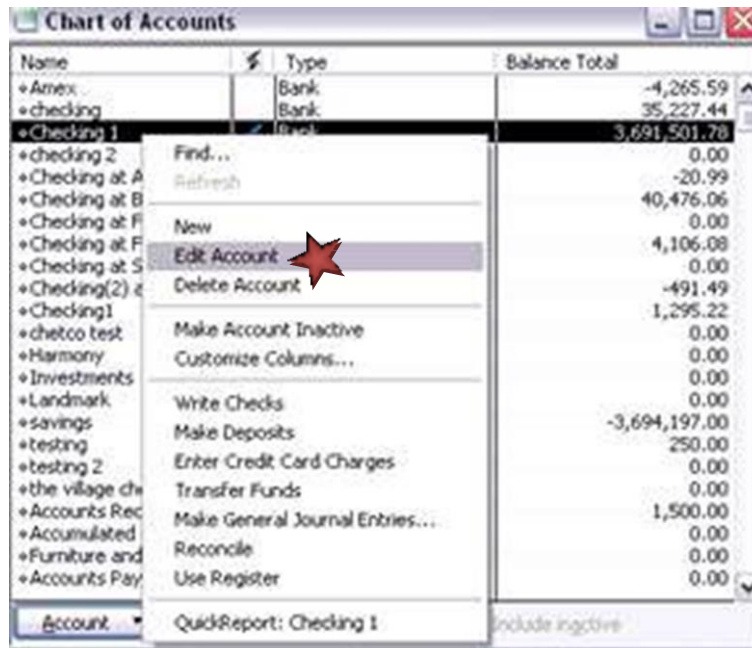 Chart of Accounts
Name Type Balance Total
Amex Bank -4,265.59
checking Bank 35,227.44
Checking 1 Bank 3,691,501.78
checking 2 0.00
Checking at A -20.99
Checking at B 40,476.06
Checking at F 0.00
Checking at F 4,106.08
Checking at S 0.00
Checking(2) a -491.49
Checking1 1,295.22
chetco test 0.00
Harmony 0.00
Investments 0.00
Landmark 0.00
savings -3,694,197.00
testing 250.00
testing 2 0.00
the village che 0.00
Accounts Rec 1,500.00
Accumulated 0.00
Furniture and 0.00
Accounts Pay 0.00
Account
Include inactive
Find...
Refresh
New
Edit Account
Delete Account
Make Account Inactive
Customize Columns...
Write Checks
Make Deposits
Enter Credit Card Charges
Transfer Funds
Make General Journal Entries...
Reconcile
Use Register
QuickReport: Checking 1